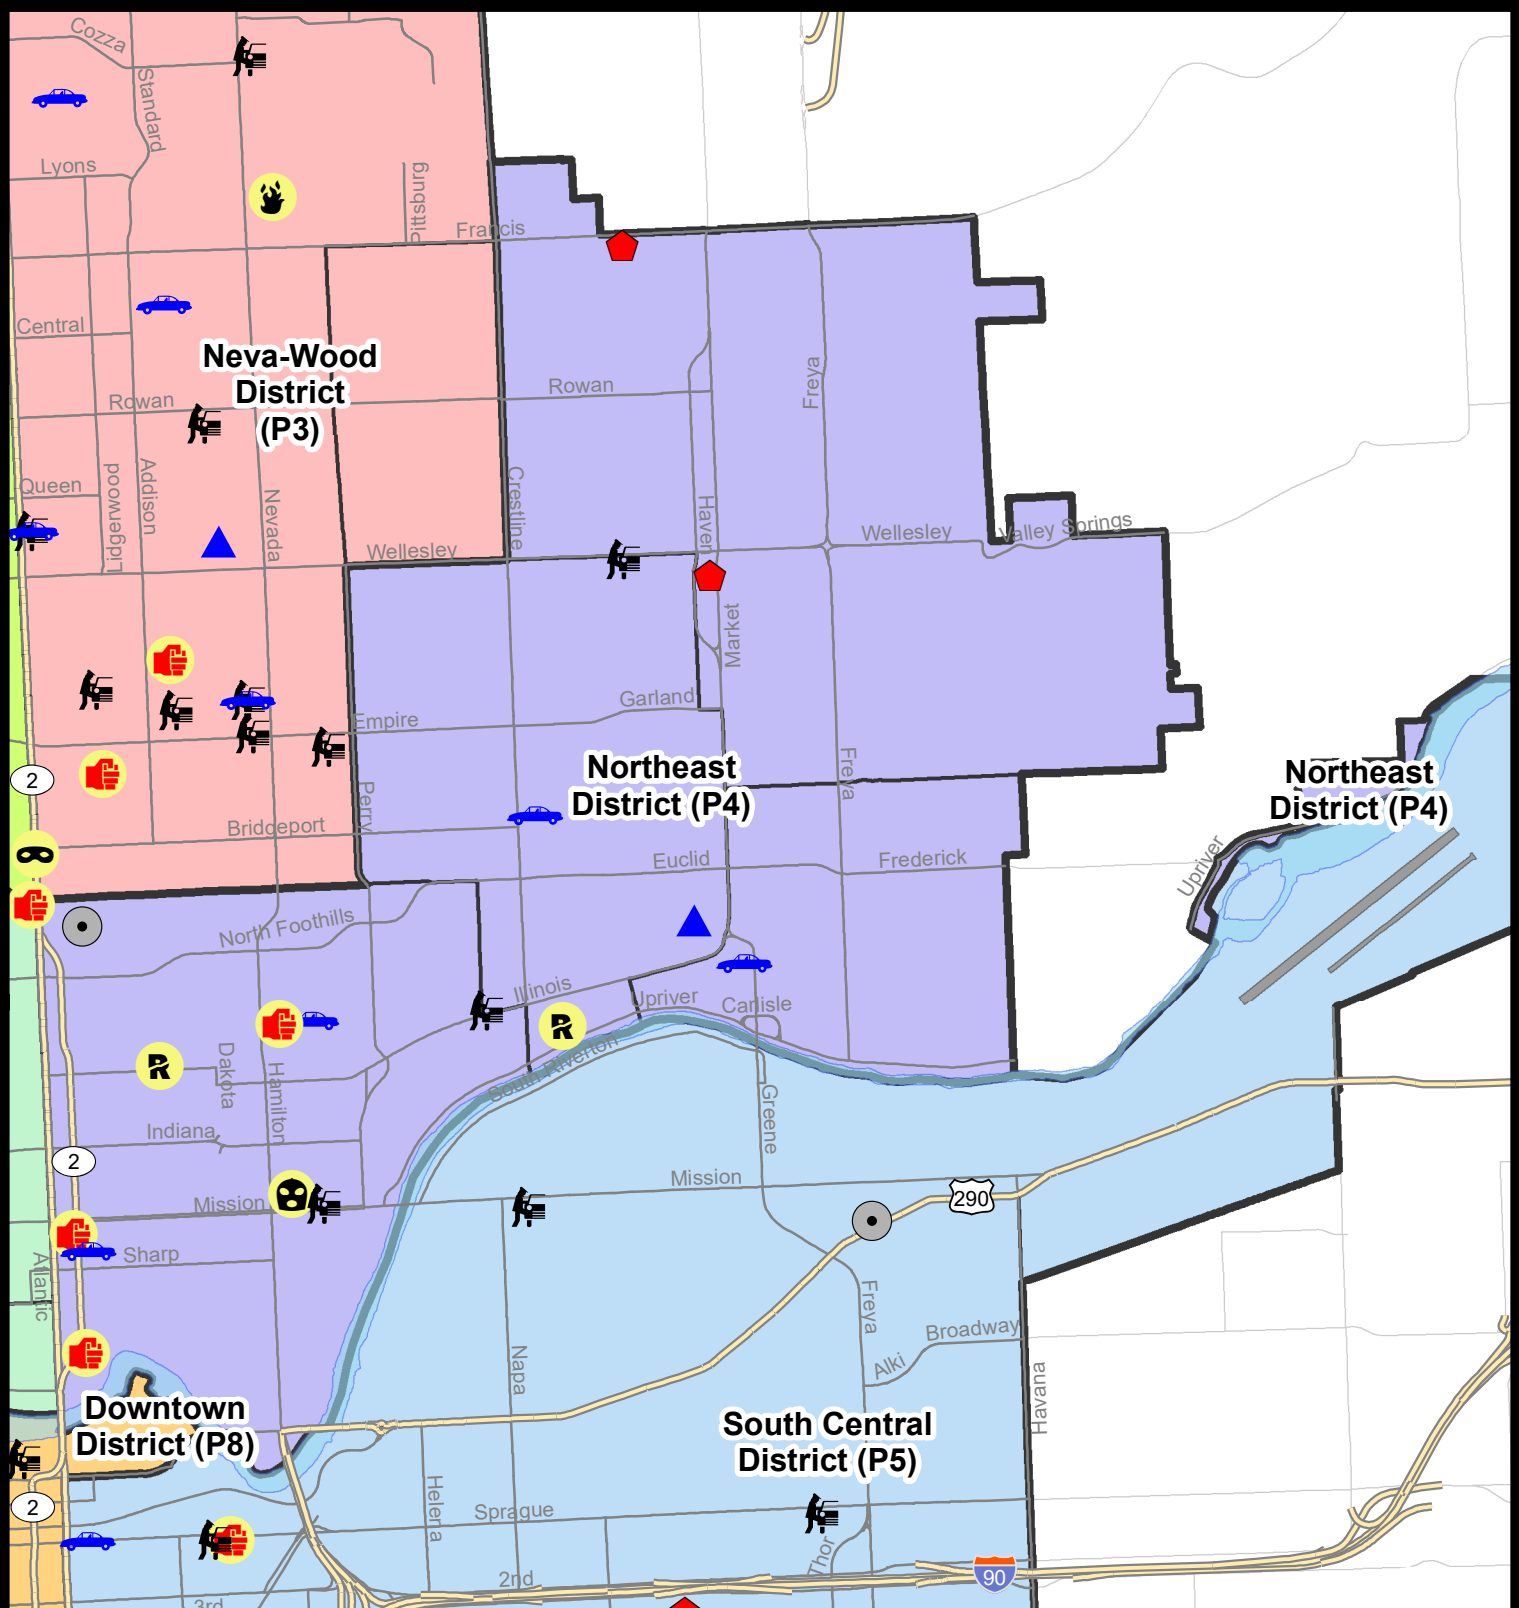 Cozza
Standard
Lyons
Pittsburg
Francis
Central
Neva-Wood
District
(P3)
Rowan
Rowan
Freya
Queen
Lidgerwood
Addison
Nevada
Crestline
Haven
Wellesley
Wellesley
Valley Springs
Market
Garland
Empire
Northeast
District (P4)
Freya
Northeast
District (P4)
2
Perry
Bridgeport
Euclid
Frederick
Upriver
North Foothills
Illinois
Upriver
Carlisle
South Riverton
Dakota
Hamilton
Greene
Indiana
2
Mission
Mission
290
Sharp
Atlantic
Freya
Broadway
Alki
Napa
Havana
Downtown
District (P8)
South Central
District (P5)
2
Helena
Sprague
Thor
2nd
90
3rd